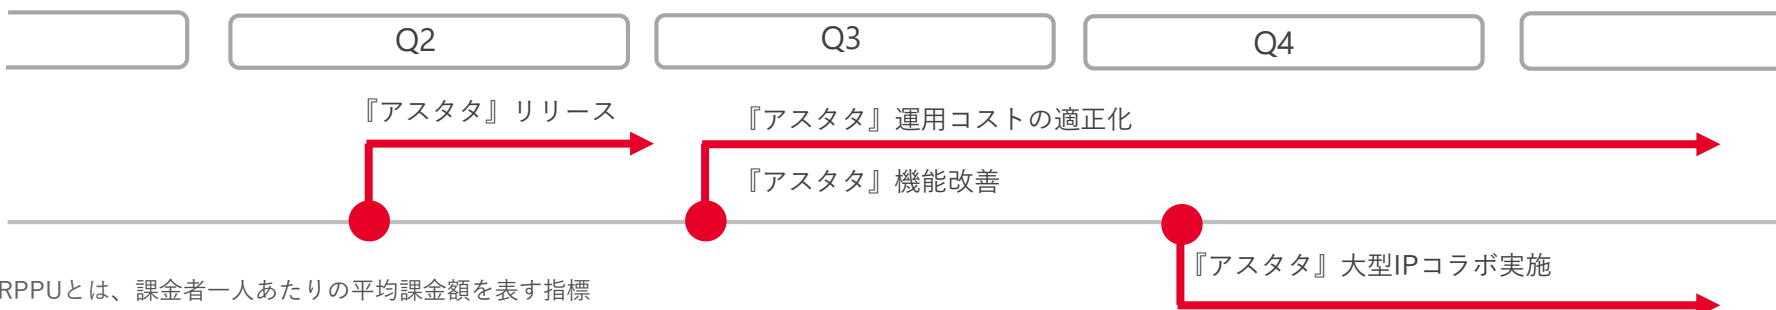 Q2
Q3
Q4
『アスタタ』リリース
『アスタタ』運用コストの適正化
『アスタタ』機能改善
『アスタタ』大型IPコラボ実施
RPPUとは、課金者一人あたりの平均課金額を表す指標